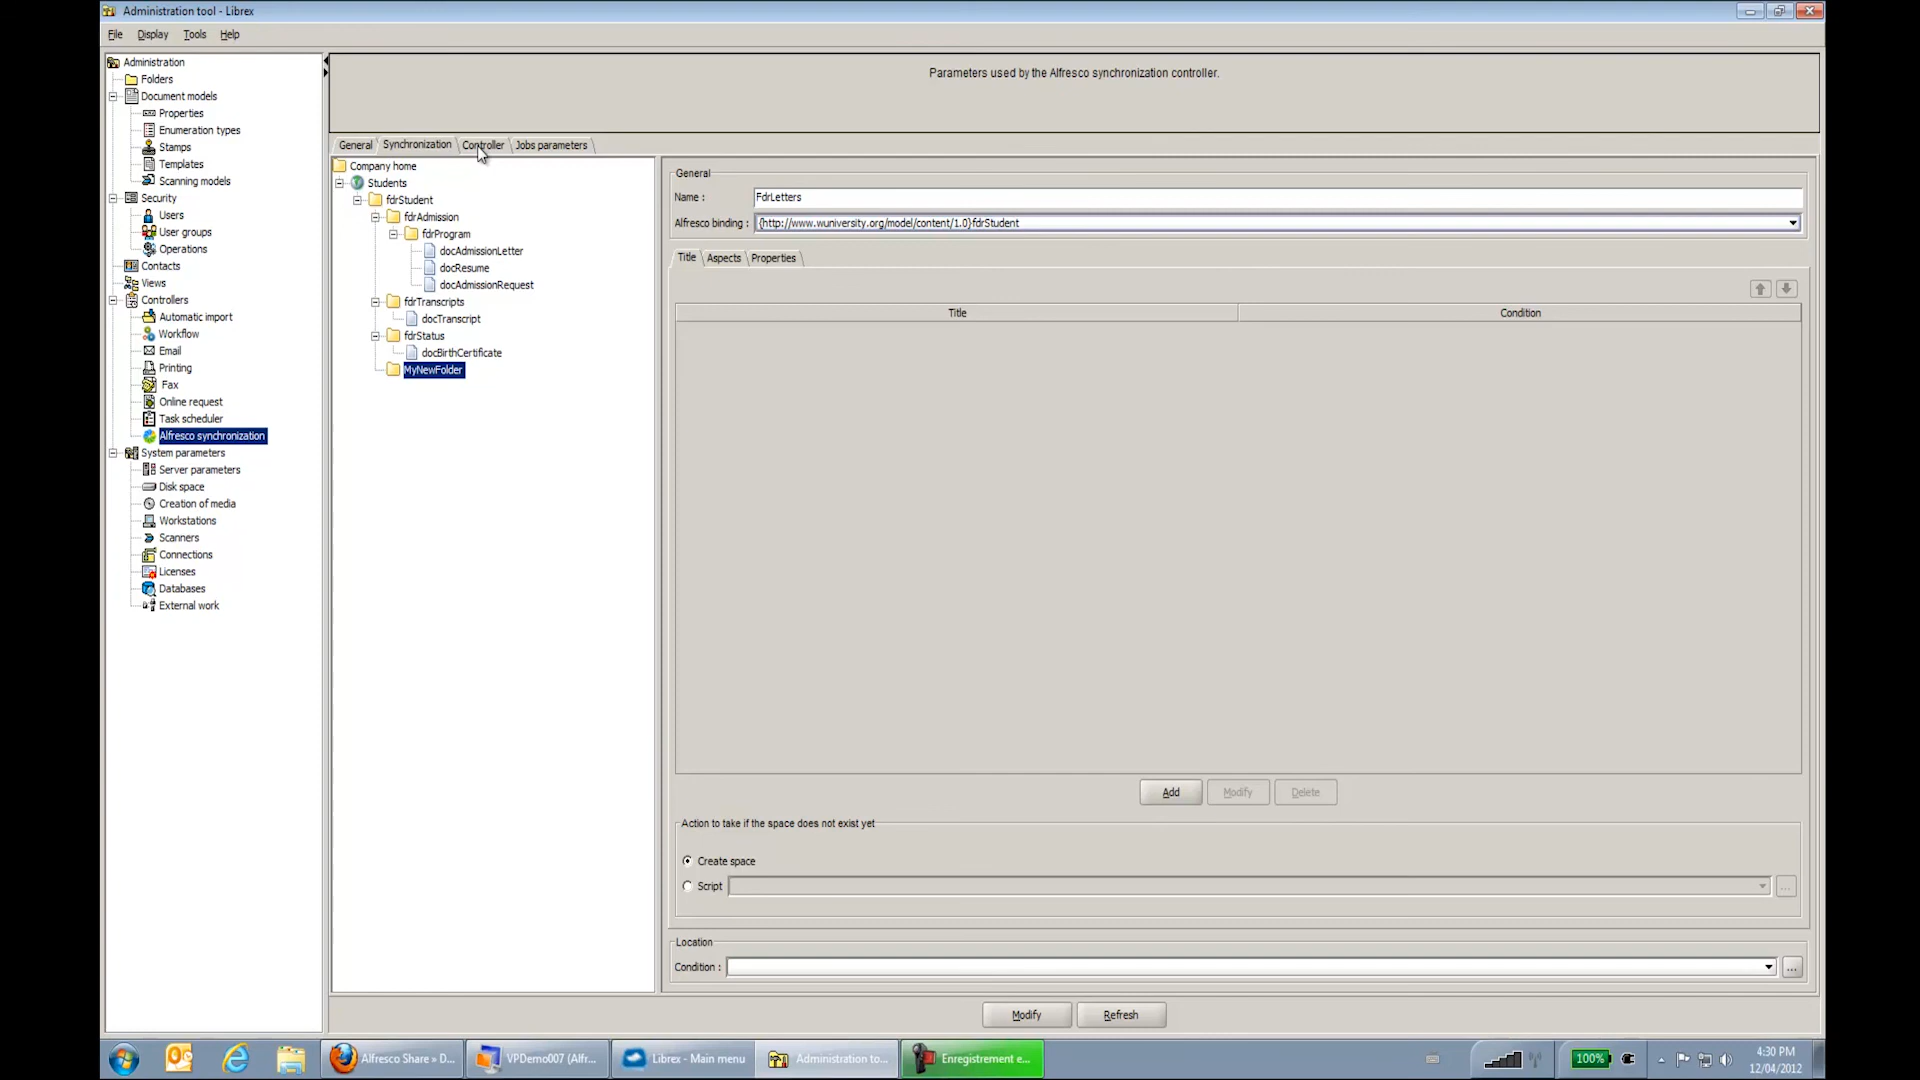 Administration tool - Librex
File Display Tools Help
Administration
Folders
Document models
Properties
Enumeration types
Stamps
Templates
Scanning models
Security
Users
User groups
Operations
Contacts
Views
Controllers
Automatic import
Workflow
Email
Printing
Fax
Online request
Task scheduler
Alfresco synchronization
System parameters
Server parameters
Disk space
Creation of media
Workstations
Scanners
Connections
Licenses
Databases
External work
Parameters used by the Alfresco synchronization controller.
General Synchronization Controller Jobs parameters
Company home
Students
fdrStudent
fdrAdmission
fdrProgram
docAdmissionLetter
docResume
docAdmissionRequest
fdrTranscripts
docTranscript
fdrStatus
docBirthCertificate
MyNewFolder
General
Name : FdrLetters
Alfresco binding : {http://www.wuniversity.org/model/content/1.0}fdrStudent
Title Aspects Properties
Title Condition
Add Modify Delete
Action to take if the space does not exist yet
Create space
Script ...
Location
Condition : ...
Modify Refresh
Alfresco Share » D... VPDemo007 (Alfr... Librex - Main menu Administration to... Enregistrement e... 100% 4:30 PM
12/04/2012